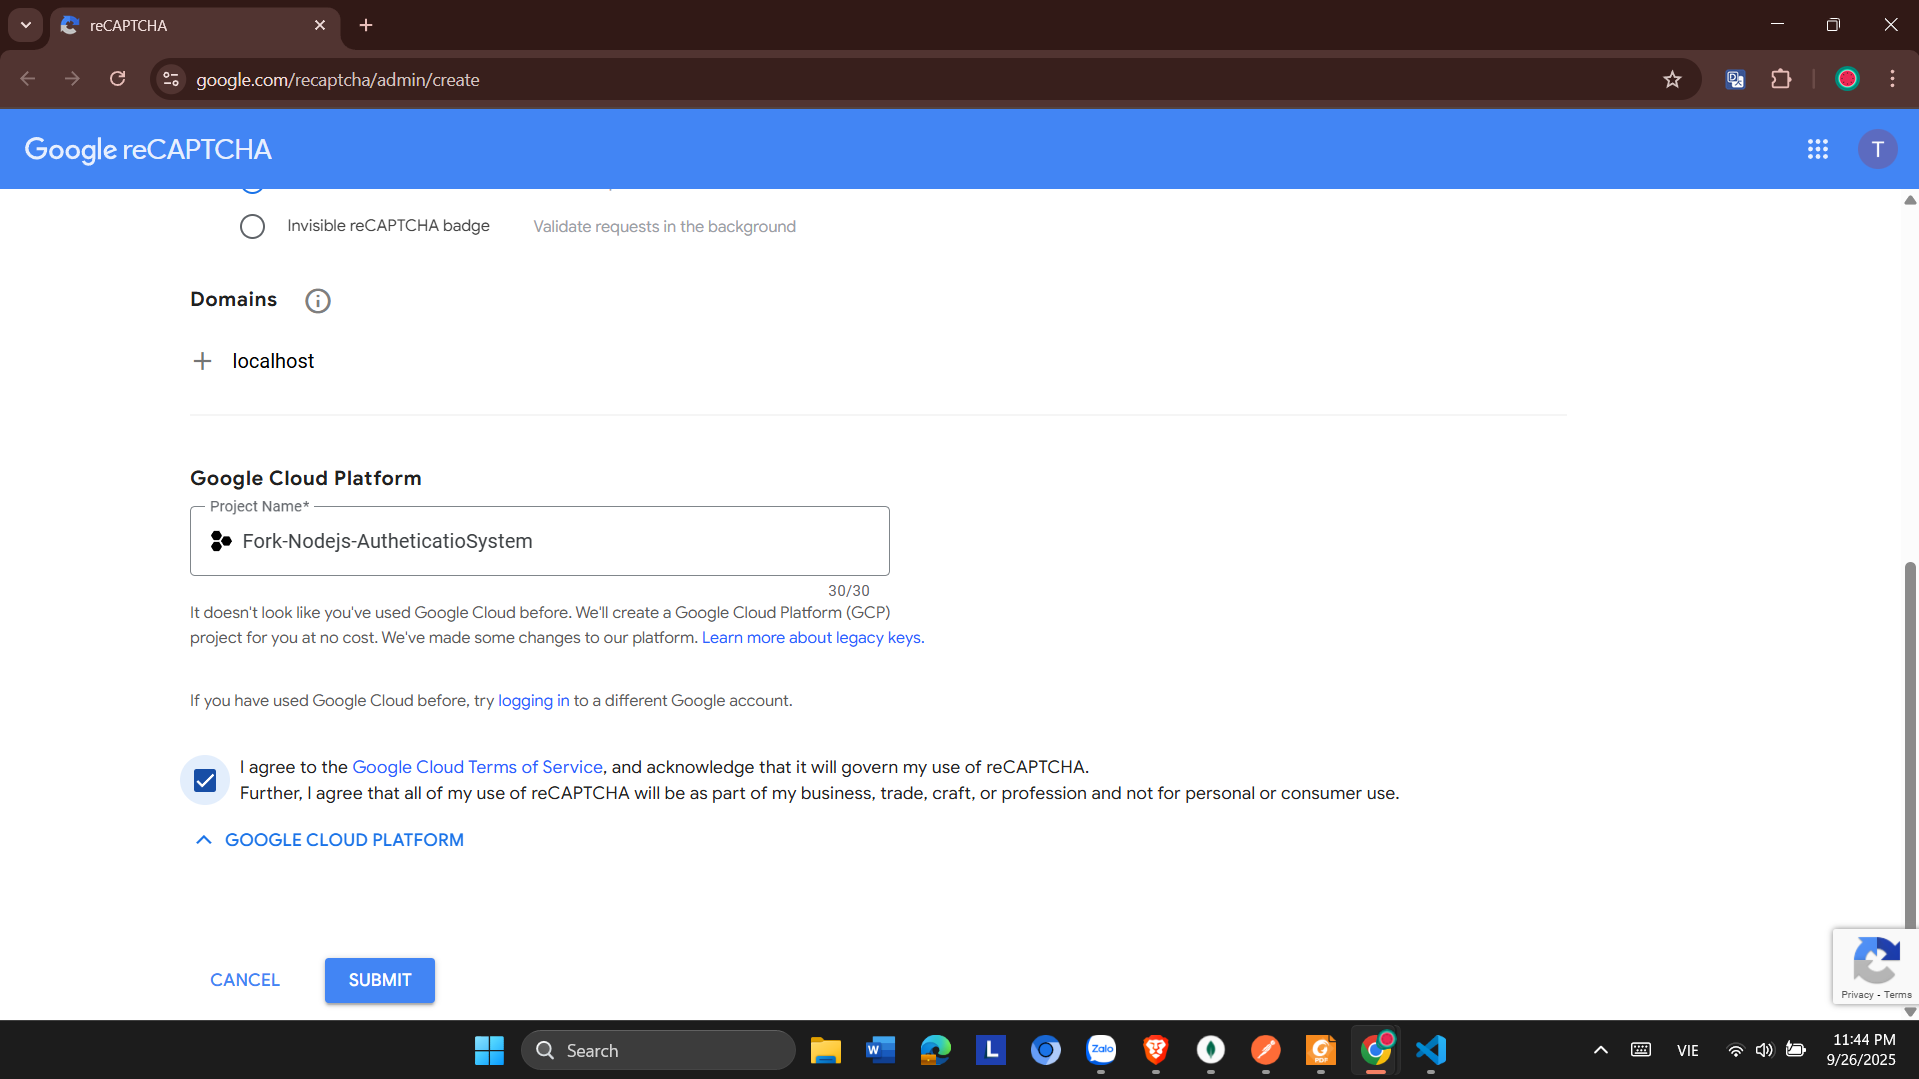 reCAPTCHA
google.com/recaptcha/admin/create
Google reCAPTCHA
T
Invisible reCAPTCHA badge
Validate requests in the background
Domains
localhost
Google Cloud Platform
Project Name*
Fork-Nodejs-AutheticatioSystem
30/30
It doesn't look like you've used Google Cloud before. We'll create a Google Cloud Platform (GCP)
project for you at no cost. We've made some changes to our platform. Learn more about legacy keys.
If you have used Google Cloud before, try logging in to a different Google account.
I agree to the Google Cloud Terms of Service, and acknowledge that it will govern my use of reCAPTCHA.
Further, I agree that all of my use of reCAPTCHA will be as part of my business, trade, craft, or profession and not for personal or consumer use.
GOOGLE CLOUD PLATFORM
CANCEL
SUBMIT
Privacy - Terms
Search
W
L
Zalo
PDF
VIE
11:44 PM
9/26/2025